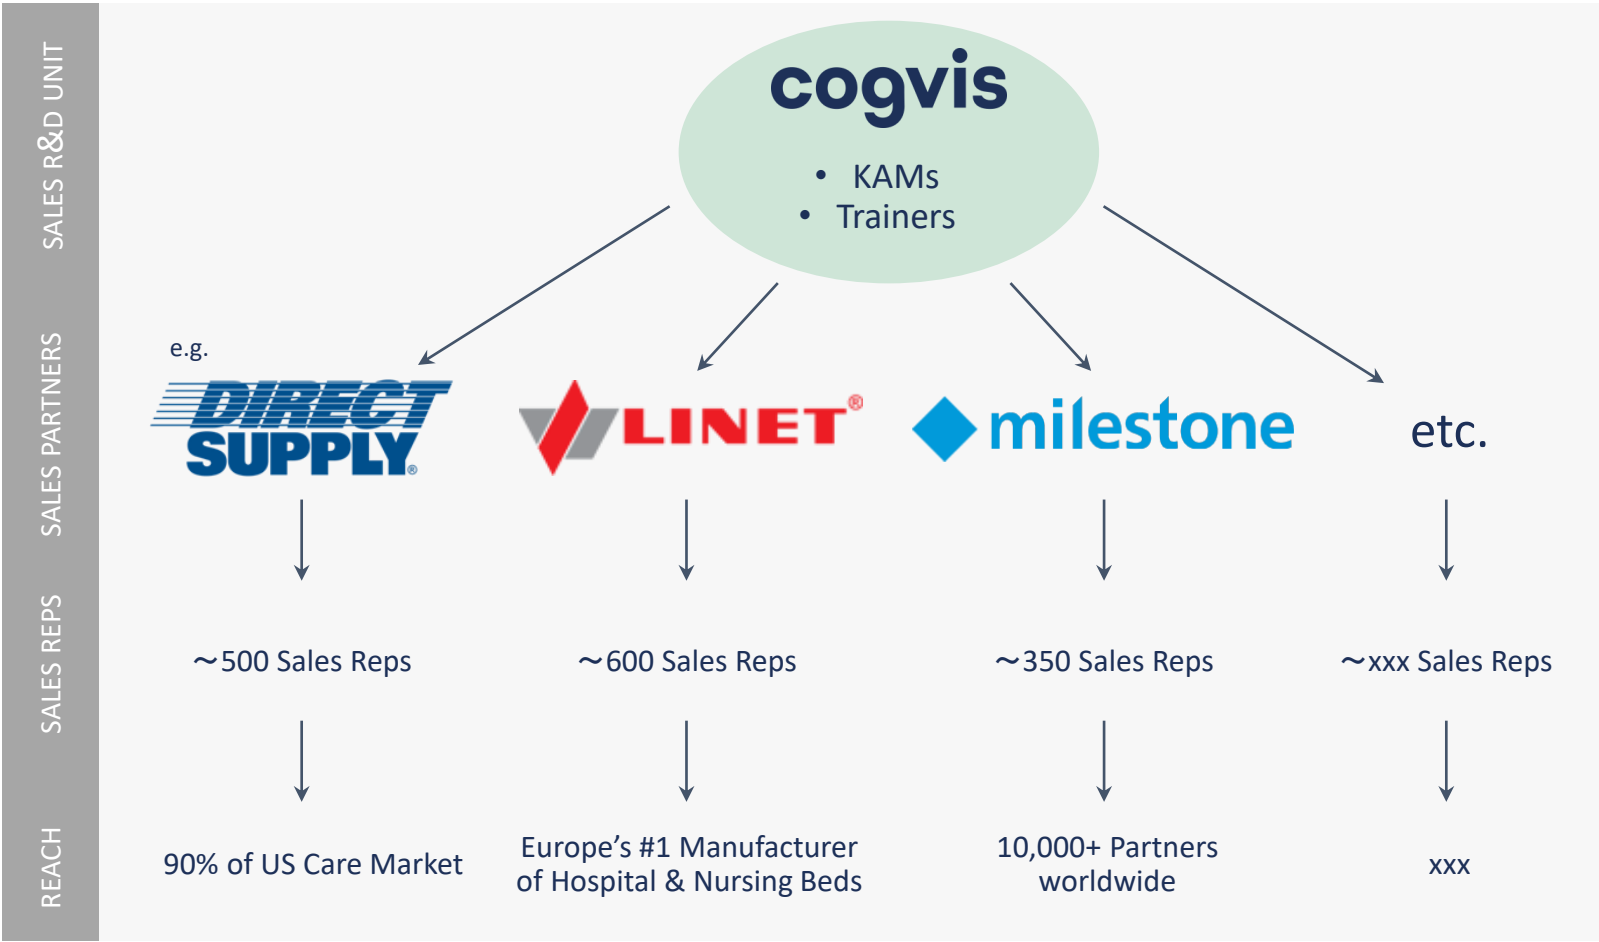 SALES R&D UNIT
cogvis
• KAMs
• Trainers
SALES PARTNERS
e.g.
DIRECT
SUPPLY®
LINET®
milestone
etc.
SALES REPS
~500 Sales Reps
~600 Sales Reps
~350 Sales Reps
~xxx Sales Reps
REACH
90% of US Care Market
Europe’s #1 Manufacturer
of Hospital & Nursing Beds
10,000+ Partners
worldwide
xxx